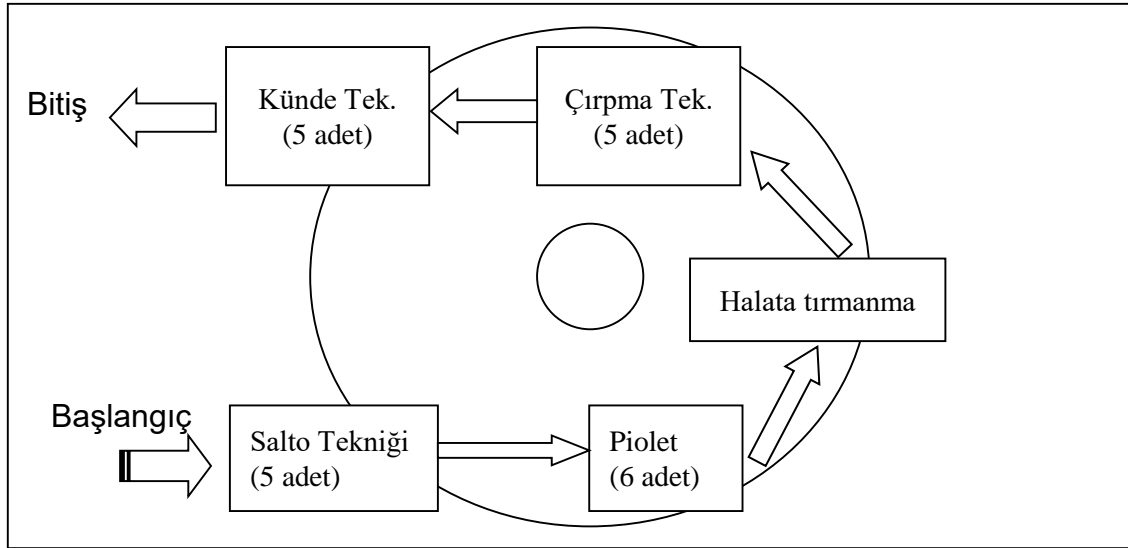 Bitiş
Künde Tek.
(5 adet)
Çırpma Tek.
(5 adet)
Halata tırmanma
Başlangıç
Salto Tekniği
(5 adet)
Piolet
(6 adet)